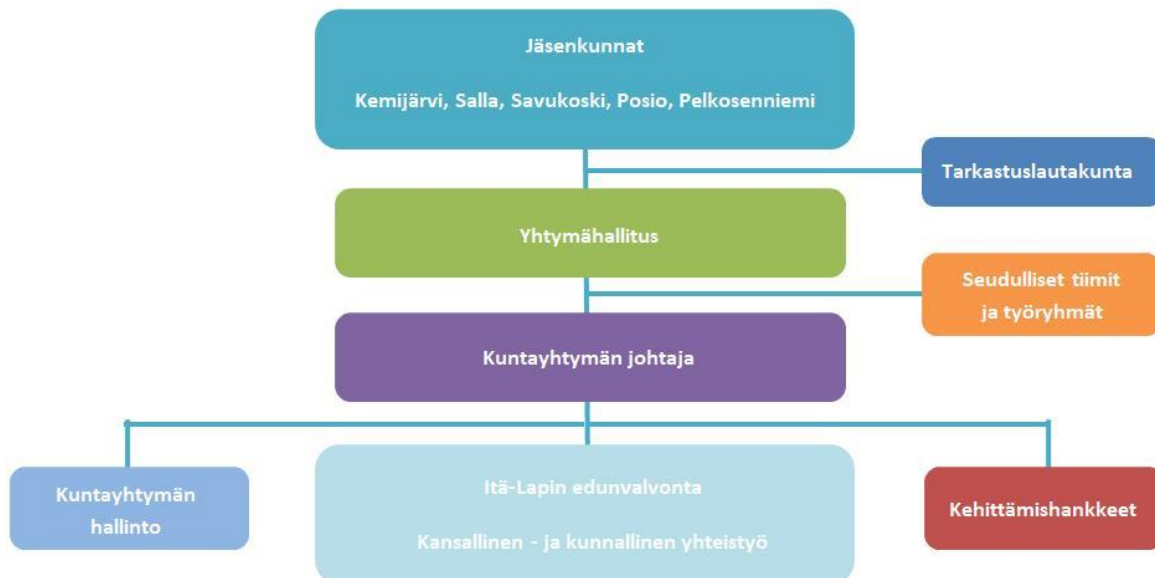 Jäsenkunnat
Kemijärvi, Salla, Savukoski, Posio, Pelkosenniemi
Tarkastuslautakunta
Yhtymähallitus
Seudulliset tiimit
ja työryhmät
Kuntayhtymän johtaja
Kuntayhtymän
hallinto
Itä-Lapin edunvalvonta
Kansallinen - ja kunnallinen yhteistyö
Kehittämishankkeet